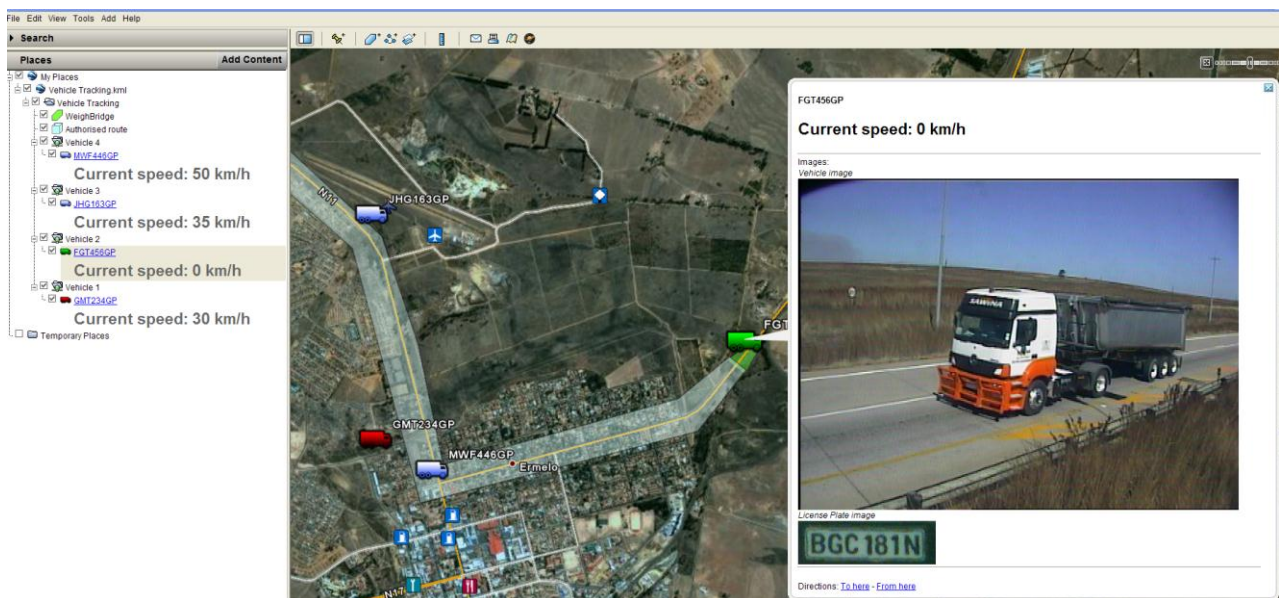 File Edit View Tools Add Help
Search
Places Add Content
My Places
Vehicle Tracking.kml
Vehicle Tracking
WeighBridge
Authorised route
Vehicle 4
MWF446GP
Current speed: 50 km/h
Vehicle 3
JHG163GP
Current speed: 35 km/h
Vehicle 2
FGT456GP
Current speed: 0 km/h
Vehicle 1
GMT234GP
Current speed: 30 km/h
Temporary Places
N11
JHG163GP
FGT
GMT234GP
MWF446GP
Ermelo
N17
FGT456GP
Current speed: 0 km/h
Images:
Vehicle image
License Plate image
BGC 181N
Directions: To here - From here